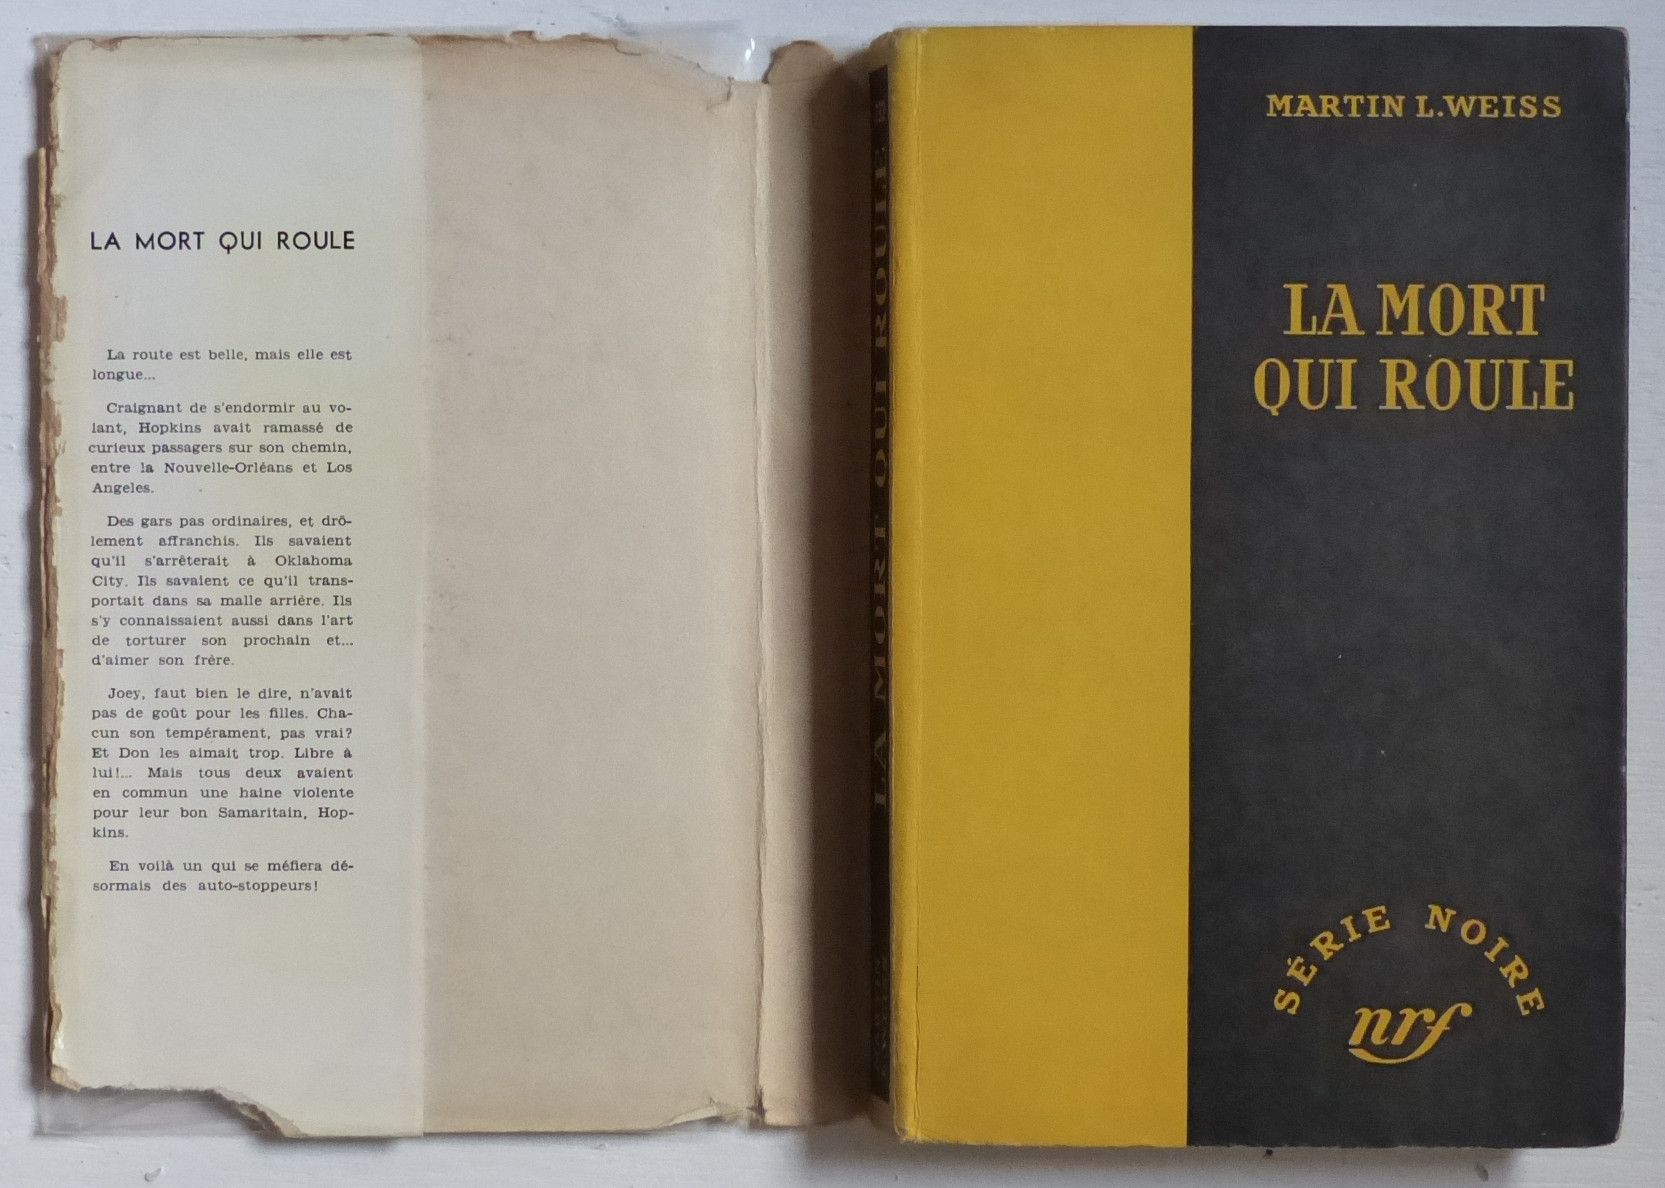 LA MORT QUI ROULE
La route est belle, mais elle est
longue...
Craignant de s'endormir au vo-
lant, Hopkins avait ramassé de
curieux passagers sur son chemin,
entre la Nouvelle-Orléans et Los
Angeles.
Des gars pas ordinaires, et drô-
lement affranchis. Ils savaient
qu'il s'arrêterait à Oklahoma
City. Ils savaient ce qu'il trans-
portait dans sa malle arrière. Ils
s'y connaissaient aussi dans l'art
de torturer son prochain et...
d'aimer son frère.
Joey, faut bien le dire, n'avait
pas de goût pour les filles. Cha-
cun son tempérament, pas vrai?
Et Don les aimait trop. Libre à
lui!... Mais tous deux avaient
en commun une haine violente
pour leur bon Samaritain, Hop-
kins.
En voilà un qui se méfiera dé-
sormais des auto-stoppeurs!
LA MORT QUI ROULE
MARTIN L. WEISS
LA MORT
QUI ROULE
SÉRIE NOIRE
nrf